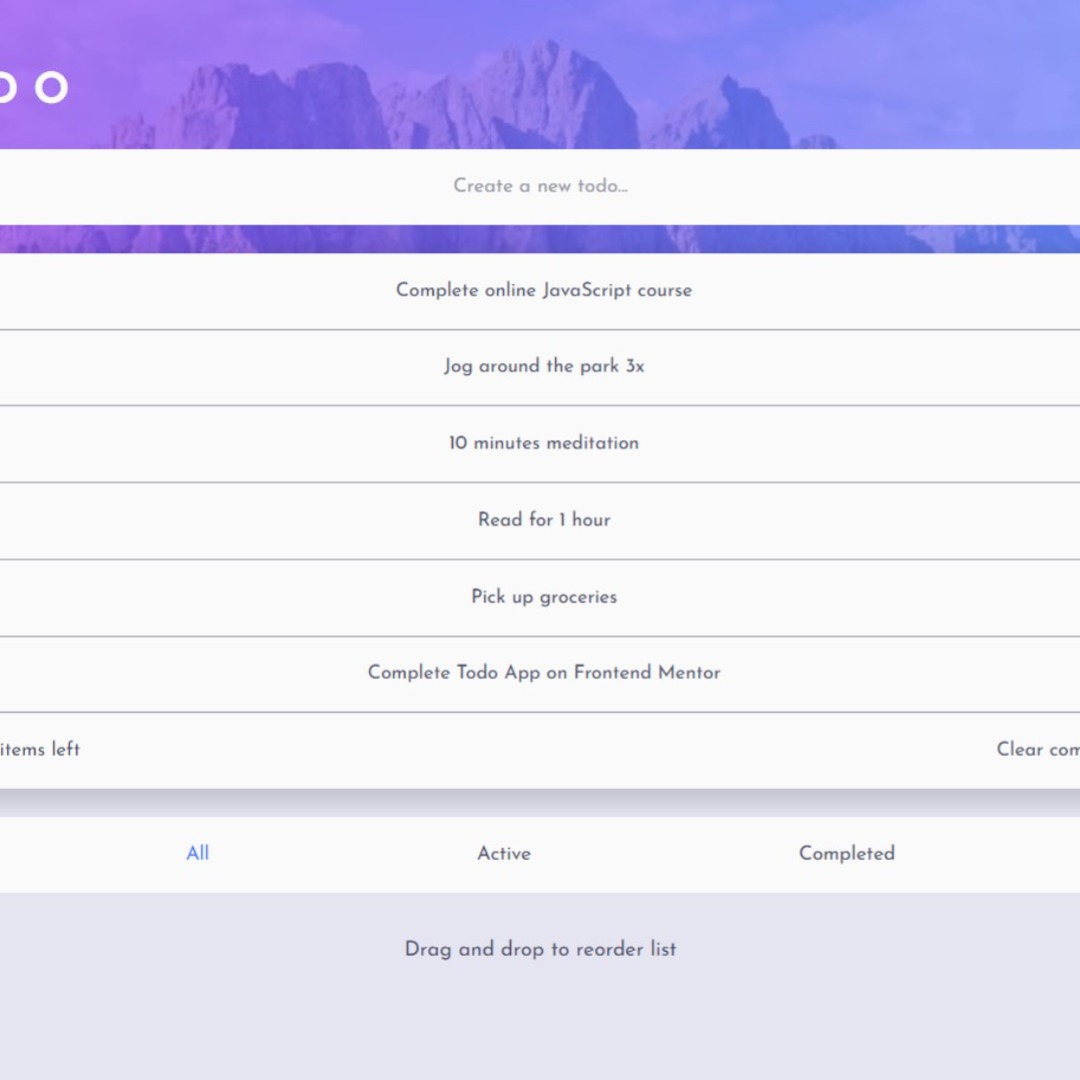 O
Create a new todo...
Complete online JavaScript course
Jog around the park 3x
10 minutes meditation
Read for 1 hour
Pick up groceries
Complete Todo App on Frontend Mentor
items left
Clear com
All
Active
Completed
Drag and drop to reorder list